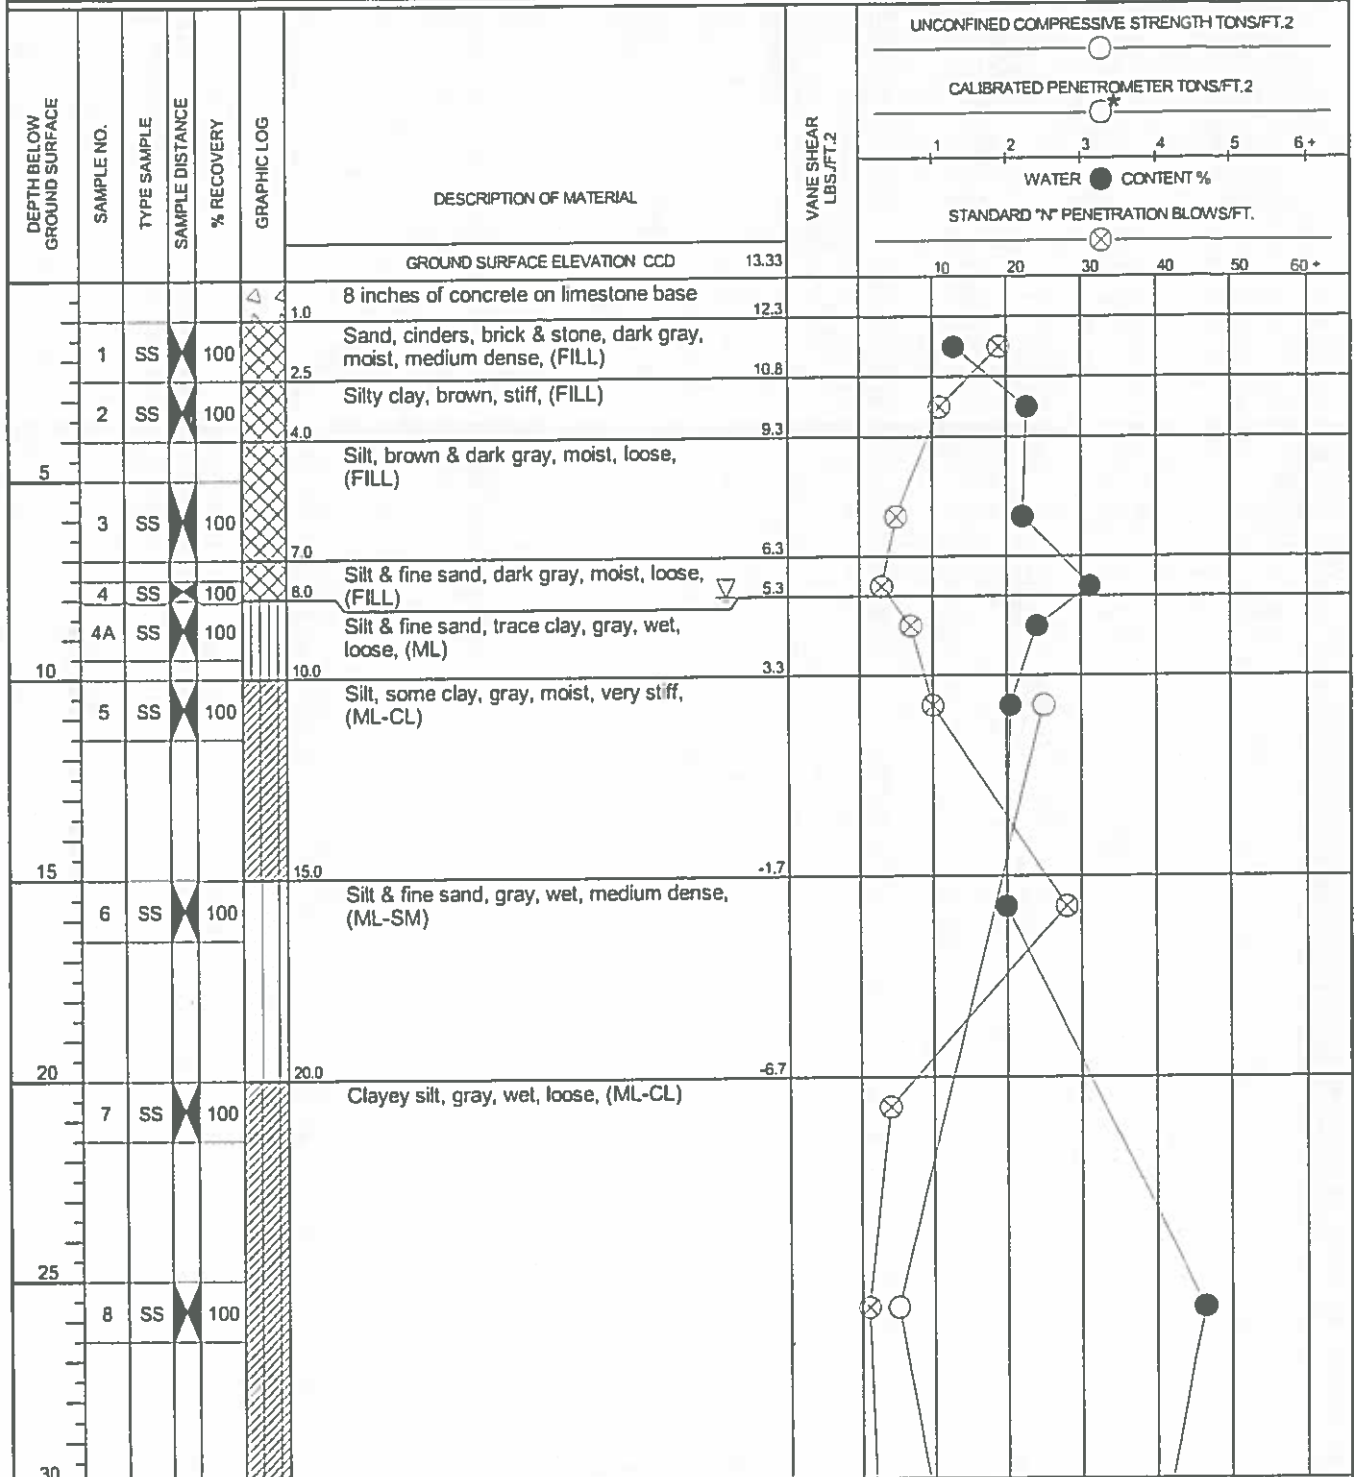 UNCONFINED COMPRESSIVE STRENGTH TONS/FT.2
CALIBRATED PENETROMETER TONS/FT.2
*
1 2 3 4 5 6+
WATER CONTENT %
STANDARD "N" PENETRATION BLOWS/FT.
10 20 30 40 50 60+
DEPTH BELOW
GROUND SURFACE
SAMPLE NO.
TYPE SAMPLE
SAMPLE DISTANCE
% RECOVERY
GRAPHIC LOG
DESCRIPTION OF MATERIAL
VANE SHEAR
LBS./FT.2
GROUND SURFACE ELEVATION CCD 13.33
8 inches of concrete on limestone base
1.0 12.3
1 SS 100 Sand, cinders, brick & stone, dark gray,
moist, medium dense, (FILL)
2.5 10.8
2 SS 100 Silty clay, brown, stiff, (FILL)
4.0 9.3
Silt, brown & dark gray, moist, loose,
(FILL)
5
3 SS 100
7.0 6.3
Silt & fine sand, dark gray, moist, loose,
4 SS 100 8.0 (FILL) 5.3
4A SS 100 Silt & fine sand, trace clay, gray, wet,
loose, (ML)
10 10.0 3.3
5 SS 100 Silt, some clay, gray, moist, very stiff,
(ML-CL)
15 15.0 -1.7
6 SS 100 Silt & fine sand, gray, wet, medium dense,
(ML-SM)
20 20.0 -6.7
7 SS 100 Clayey silt, gray, wet, loose, (ML-CL)
25
8 SS 100
30